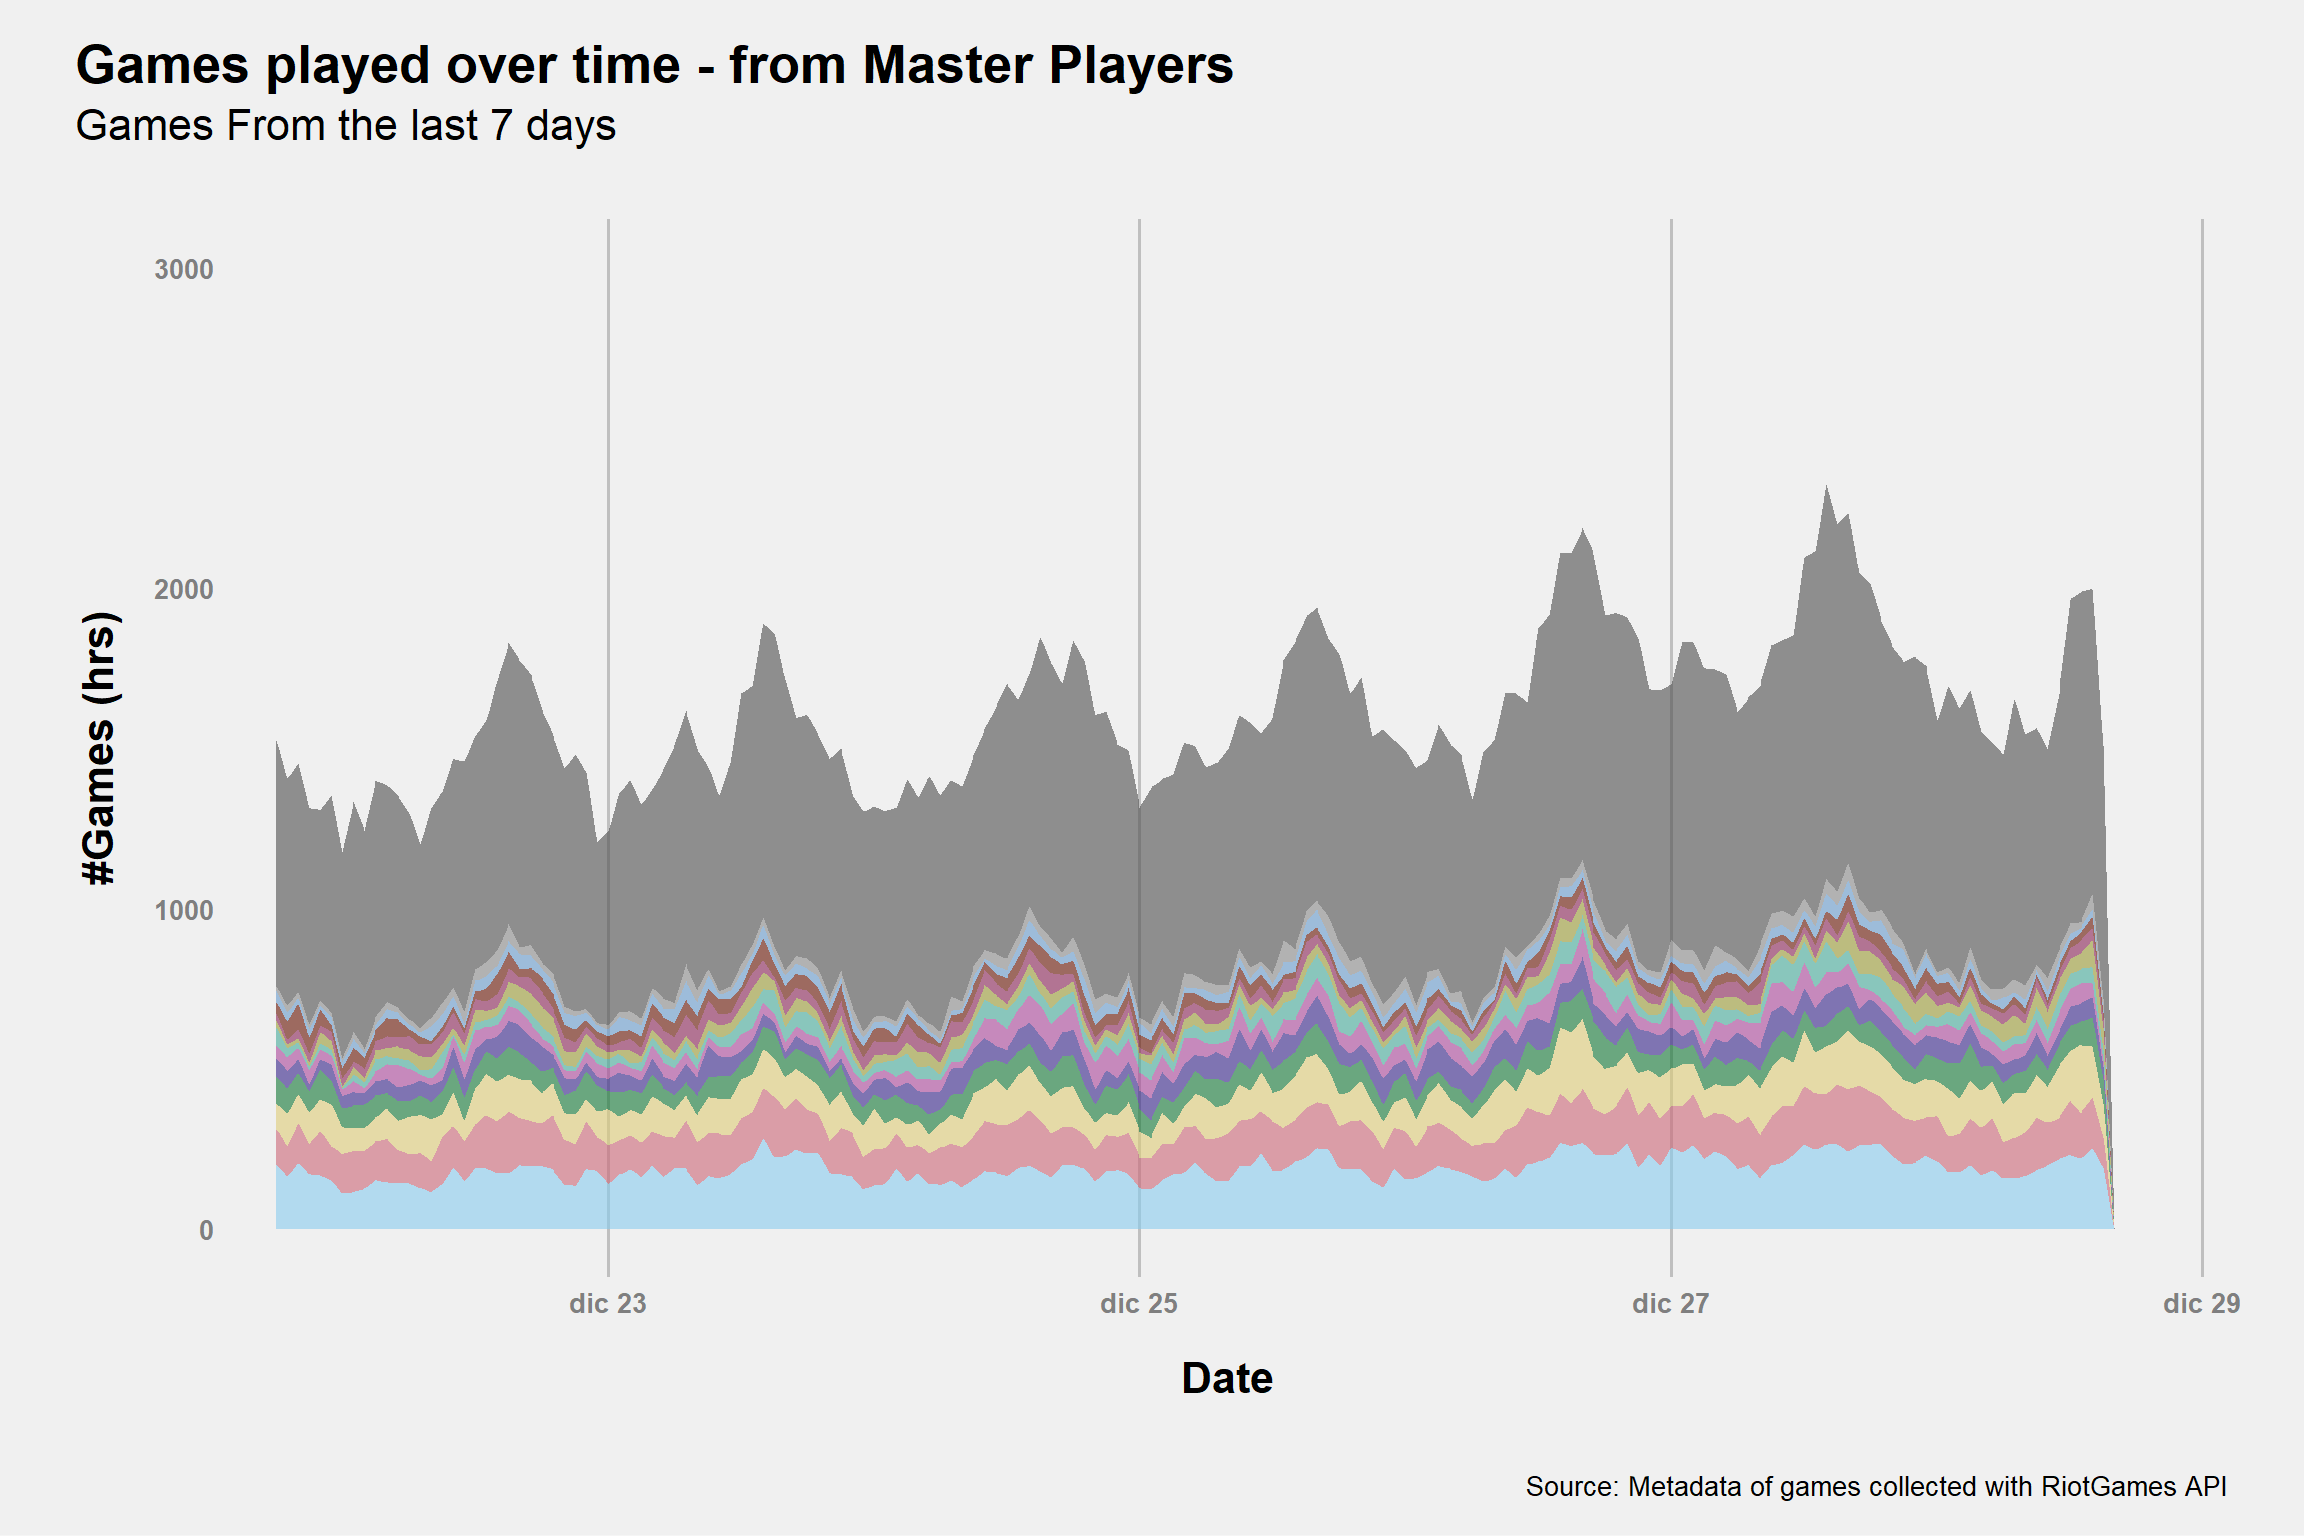 Games played over time - from Master Players
Games From the last 7 days
#Games (hrs)
3000
2000
1000
0
dic 23
dic 25
dic 27
dic 29
Date
Source: Metadata of games collected with RiotGames API